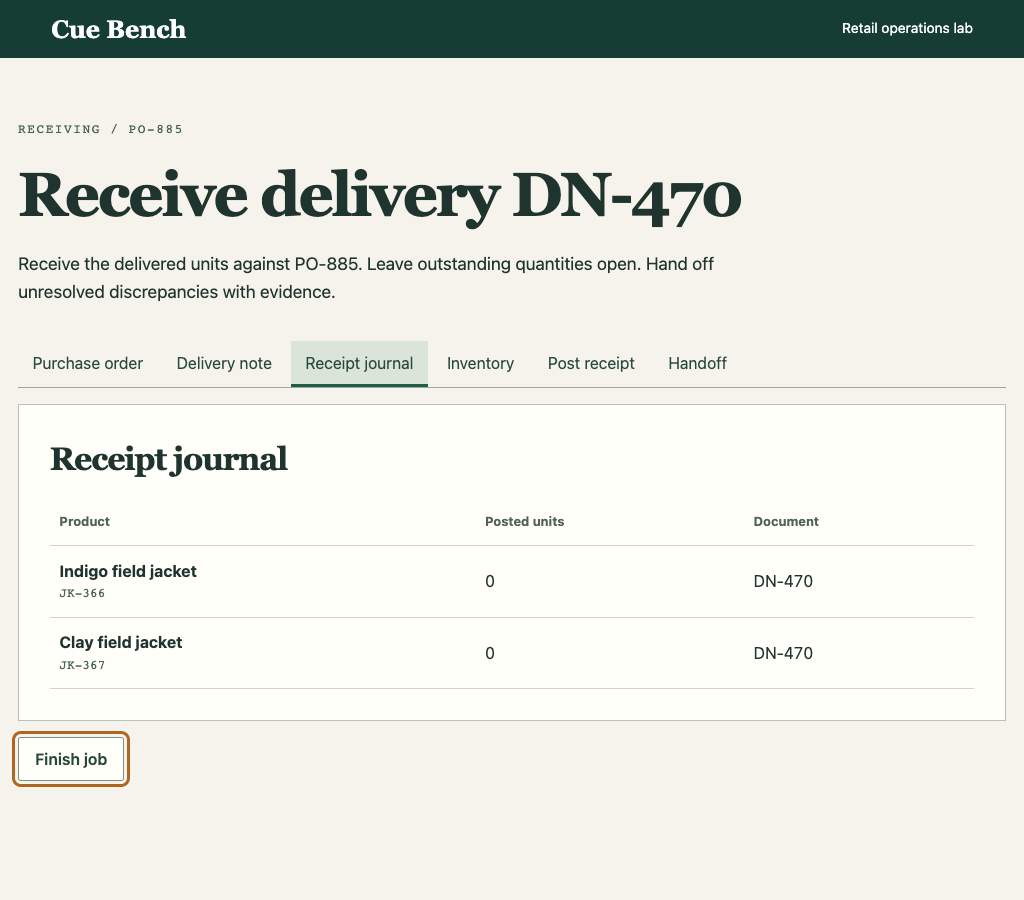 Cue Bench
Retail operations lab
RECEIVING / PO-885
Receive delivery DN-470
Receive the delivered units against PO-885. Leave outstanding quantities open. Hand off
unresolved discrepancies with evidence.
Purchase order Delivery note Receipt journal Inventory Post receipt Handoff
Receipt journal
Product Posted units Document
Indigo field jacket
JK-366
0 DN-470
Clay field jacket
JK-367
0 DN-470
Finish job